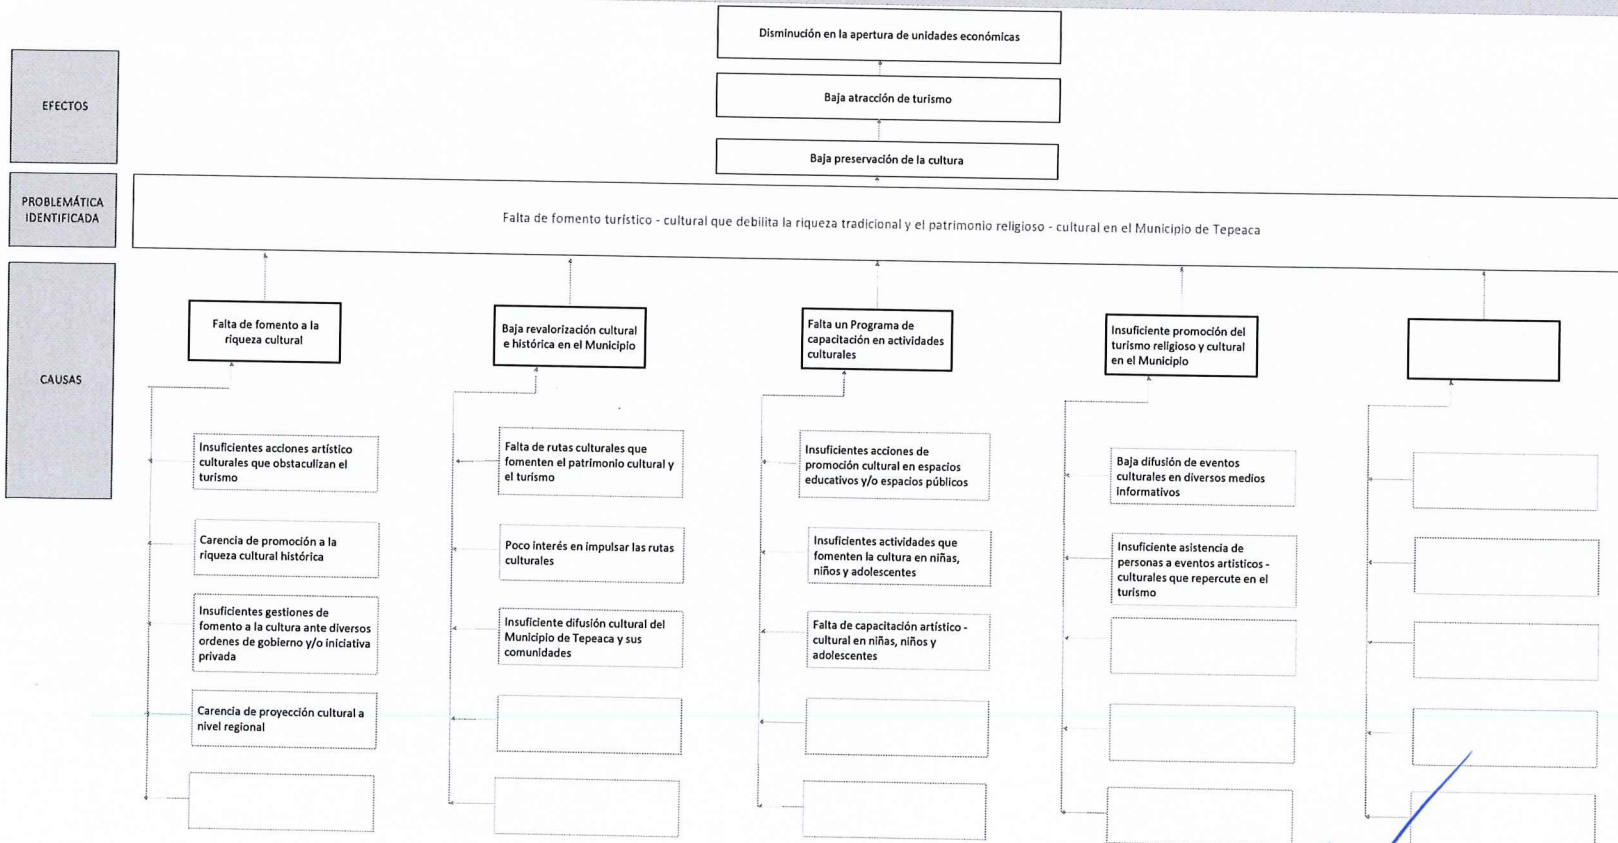 Disminución en la apertura de unidades económicas
EFECTOS
Baja atracción de turismo
Baja preservación de la cultura
PROBLEMÁTICA
IDENTIFICADA
Falta de fomento turístico - cultural que debilita la riqueza tradicional y el patrimonio religioso - cultural en el Municipio de Tepeaca
CAUSAS
Falta de fomento a la
riqueza cultural
Baja revalorización cultural
e histórica en el Municipio
Falta un Programa de
capacitación en actividades
culturales
Insuficiente promoción del
turismo religioso y cultural
en el Municipio
Insuficientes acciones artístico
culturales que obstaculizan el
turismo
Carencia de promoción a la
riqueza cultural histórica
Insuficientes gestiones de
fomento a la cultura ante diversos
ordenes de gobierno y/o iniciativa
privada
Carencia de proyección cultural a
nivel regional
Falta de rutas culturales que
fomenten el patrimonio cultural y
el turismo
Poco interés en impulsar las rutas
culturales
Insuficiente difusión cultural del
Municipio de Tepeaca y sus
comunidades
Insuficientes acciones de
promoción cultural en espacios
educativos y/o espacios públicos
Insuficientes actividades que
fomenten la cultura en niñas,
niños y adolescentes
Falta de capacitación artístico -
cultural en niñas, niños y
adolescentes
Baja difusión de eventos
culturales en diversos medios
informativos
Insuficiente asistencia de
personas a eventos artísticos -
culturales que repercute en el
turismo